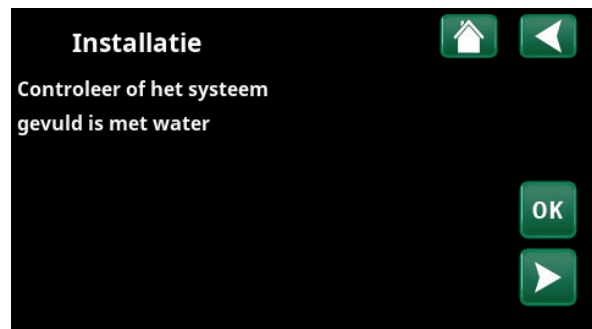 Installatie
Controleer of het systeem
gevuld is met water
OK